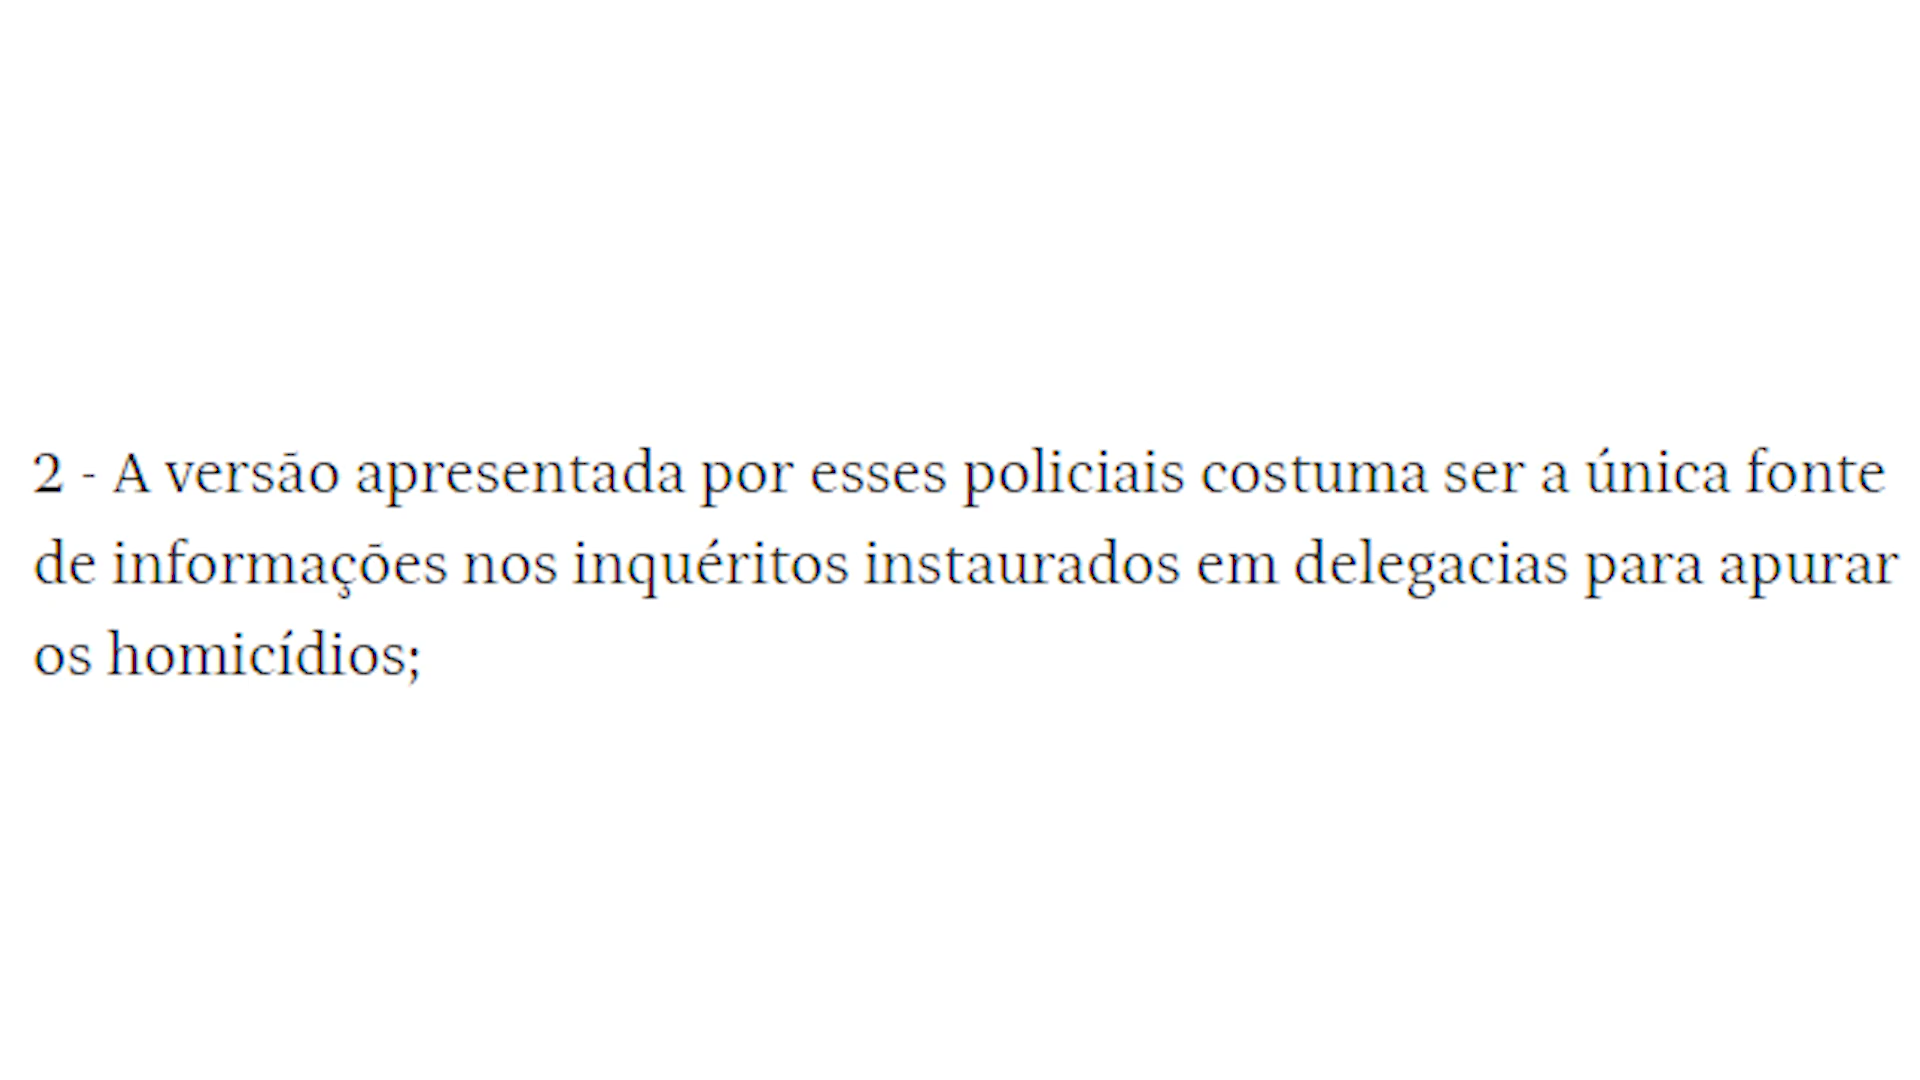 2 - A versão apresentada por esses policiais costuma ser a única fonte
de informações nos inquéritos instaurados em delegacias para apurar
os homicídios;